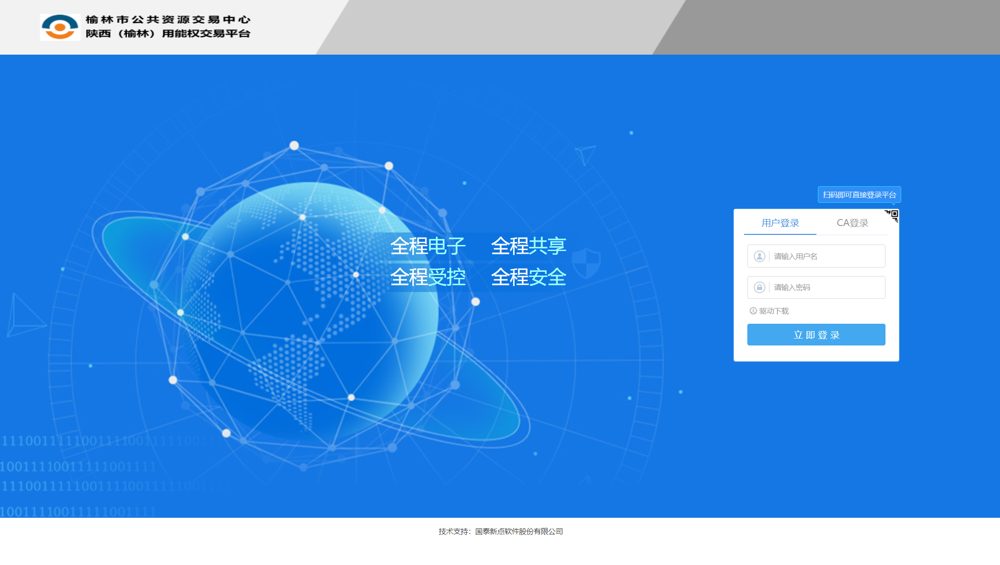 榆林市公共资源交易中心
陕西（榆林）用能权交易平台
扫码即可直接登录平台
用户登录 CA登录
请输入用户名
请输入密码
驱动下载
立即登录
全程电子 全程共享
全程受控 全程安全
111001111100111100111110011
10011110011111001111
11100111110011110011111001111
10011110011111001111
技术支持：国泰新点软件股份有限公司